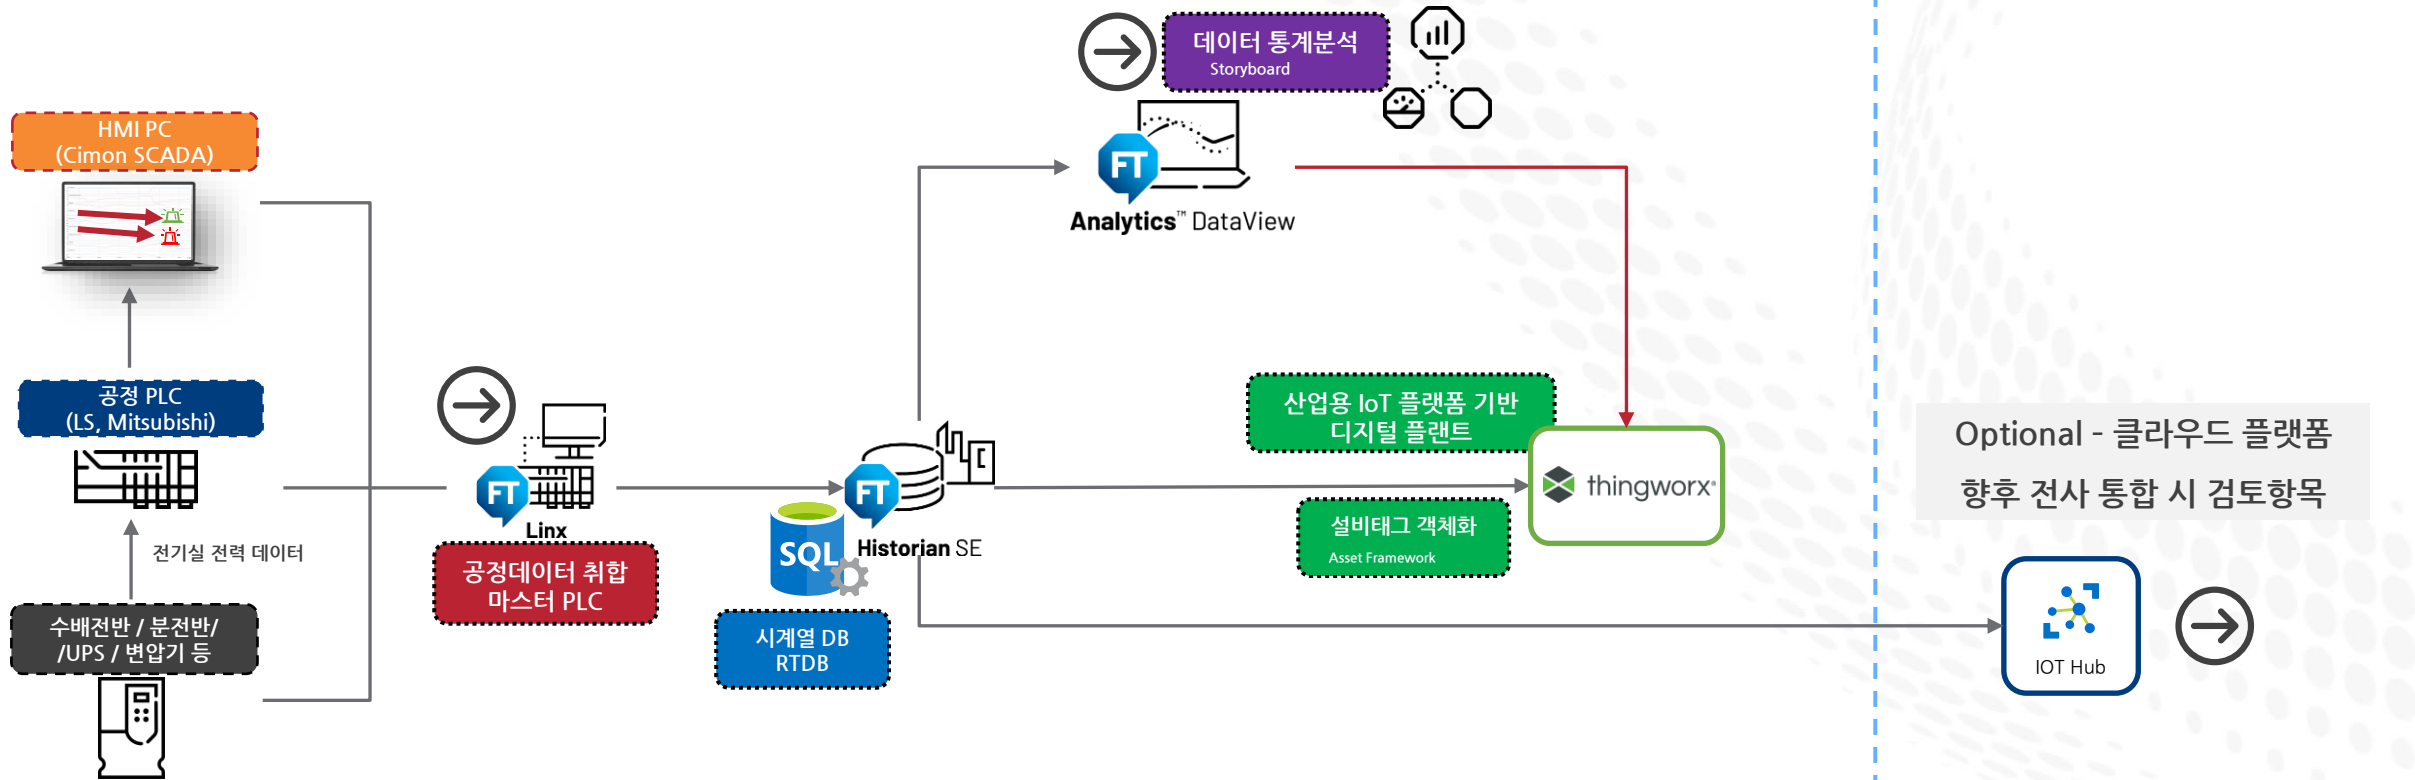 HMI PC
(Cimon SCADA)
공정 PLC
(LS, Mitsubishi)
전기실 전력 데이터
수배전반 / 분전반/
/UPS / 변압기 등
FT
Linx
공정데이터 취합
마스터 PLC
FT
Historian SE
SQL
시계열 DB
RTDB
데이터 통계분석
Storyboard
FT
Analytics™ DataView
산업용 IoT 플랫폼 기반
디지털 플랜트
thingworx®
설비태그 객체화
Asset Framework
Optional - 클라우드 플랫폼
향후 전사 통합 시 검토항목
IOT Hub